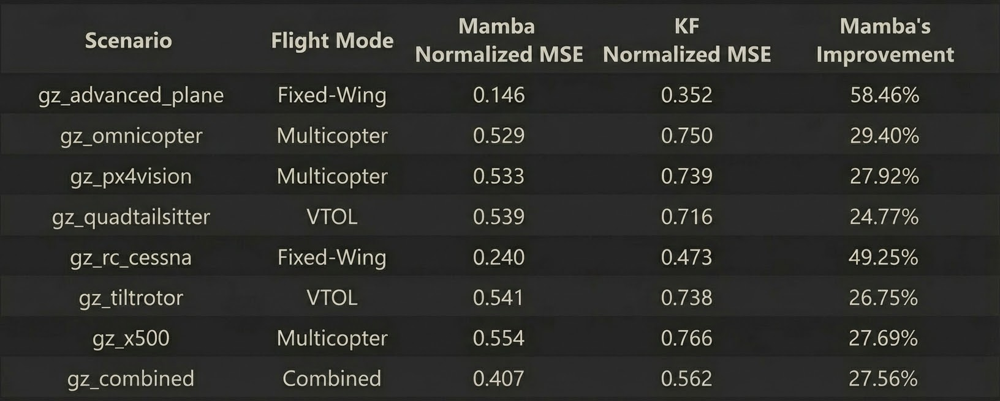 Scenario Flight Mode Mamba Normalized MSE KF Normalized MSE Mamba's Improvement
gz_advanced_plane Fixed-Wing 0.146 0.352 58.46%
gz_omnicopter Multicopter 0.529 0.750 29.40%
gz_px4vision Multicopter 0.533 0.739 27.92%
gz_quadtailsitter VTOL 0.539 0.716 24.77%
gz_rc_cessna Fixed-Wing 0.240 0.473 49.25%
gz_tiltrotor VTOL 0.541 0.738 26.75%
gz_x500 Multicopter 0.554 0.766 27.69%
gz_combined Combined 0.407 0.562 27.56%